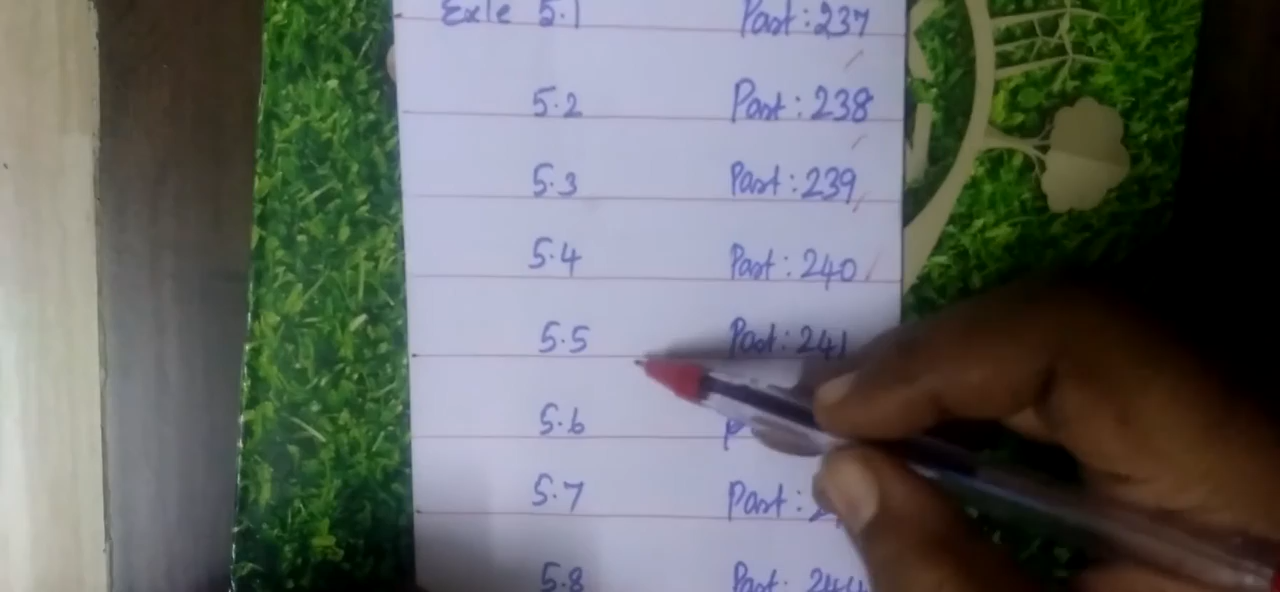 Exle 5.1 Part:237
5.2 Part:238
5.3 Part:239
5.4 Part:240
5.5 Part:241
5.6
5.7 Part:
5.8 Part:244